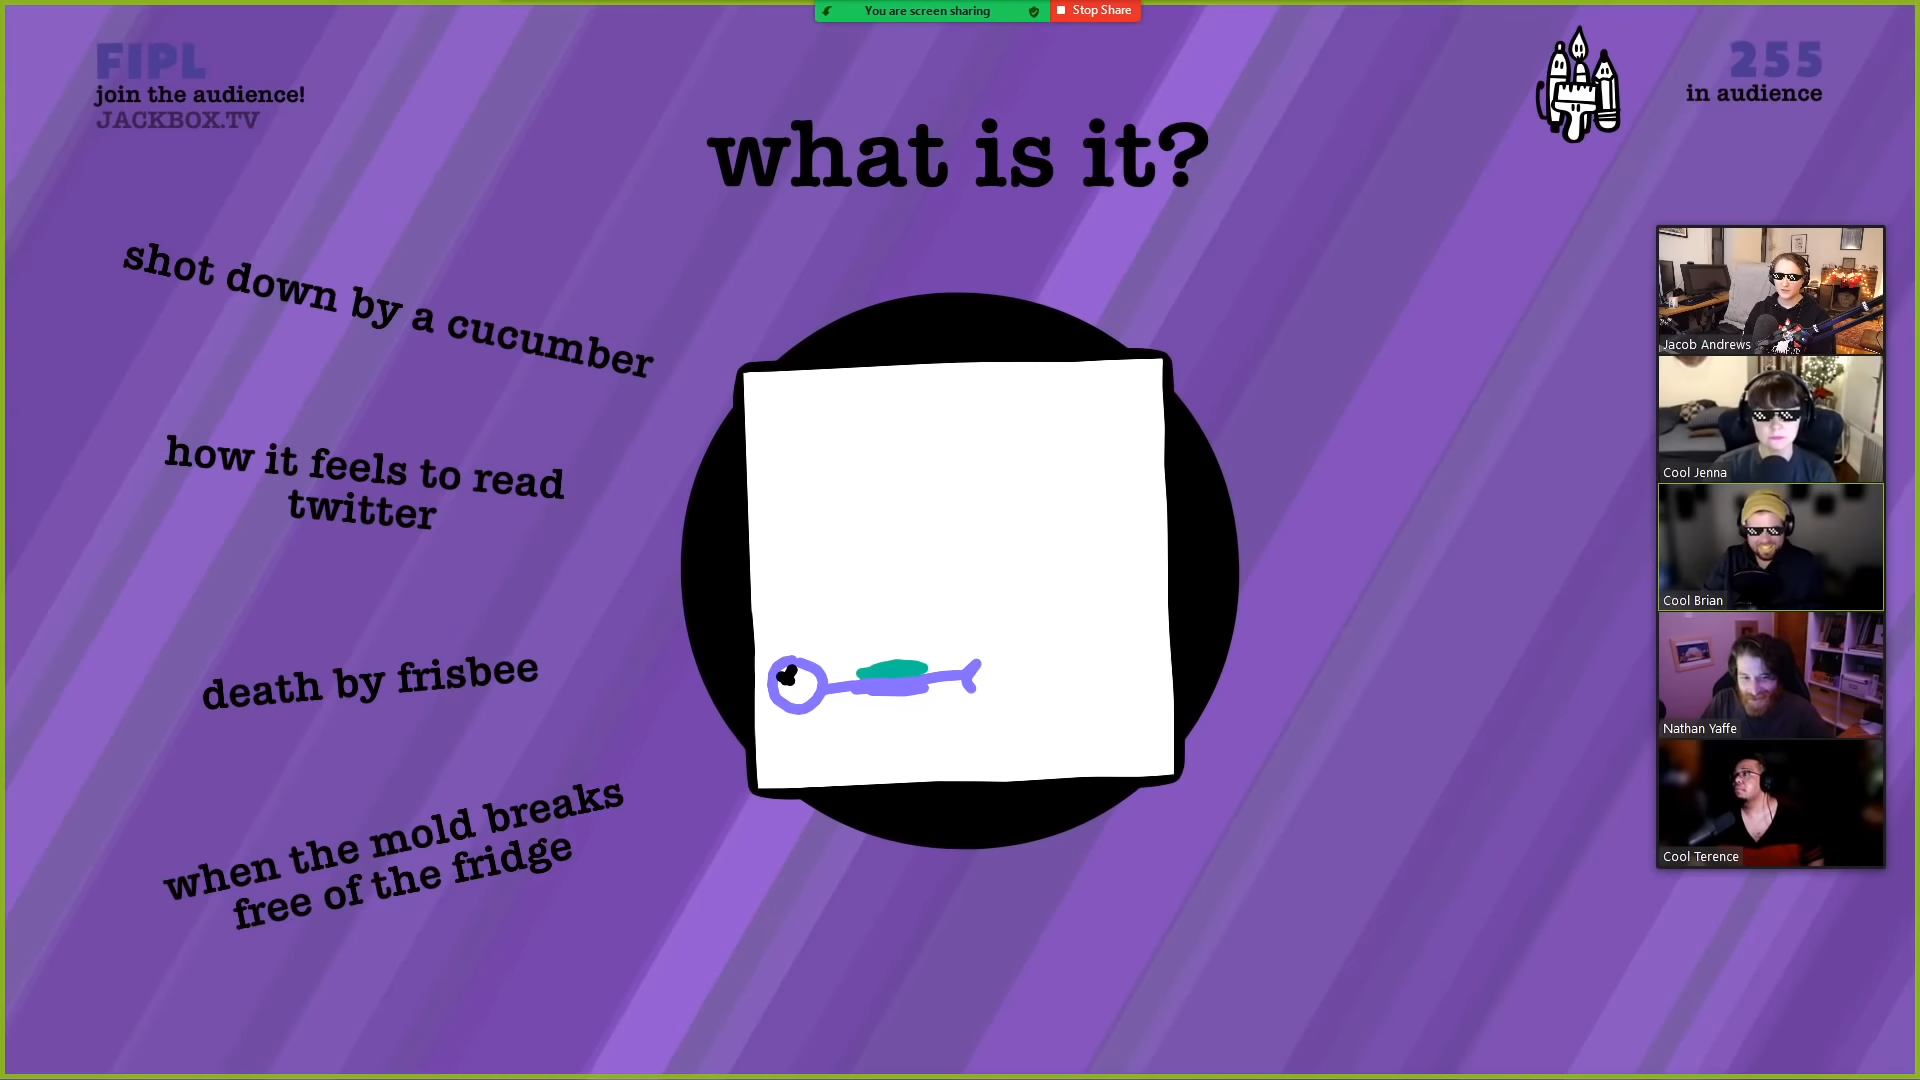 You are screen sharing
Stop Share
FIPL
join the audience!
JACKBOX.TV
255
in audience
what is it?
shot down by a cucumber
how it feels to read
twitter
death by frisbee
when the mold breaks
free of the fridge
Jacob Andrews
Cool Jenna
Cool Brian
Nathan Yaffe
Cool Terence